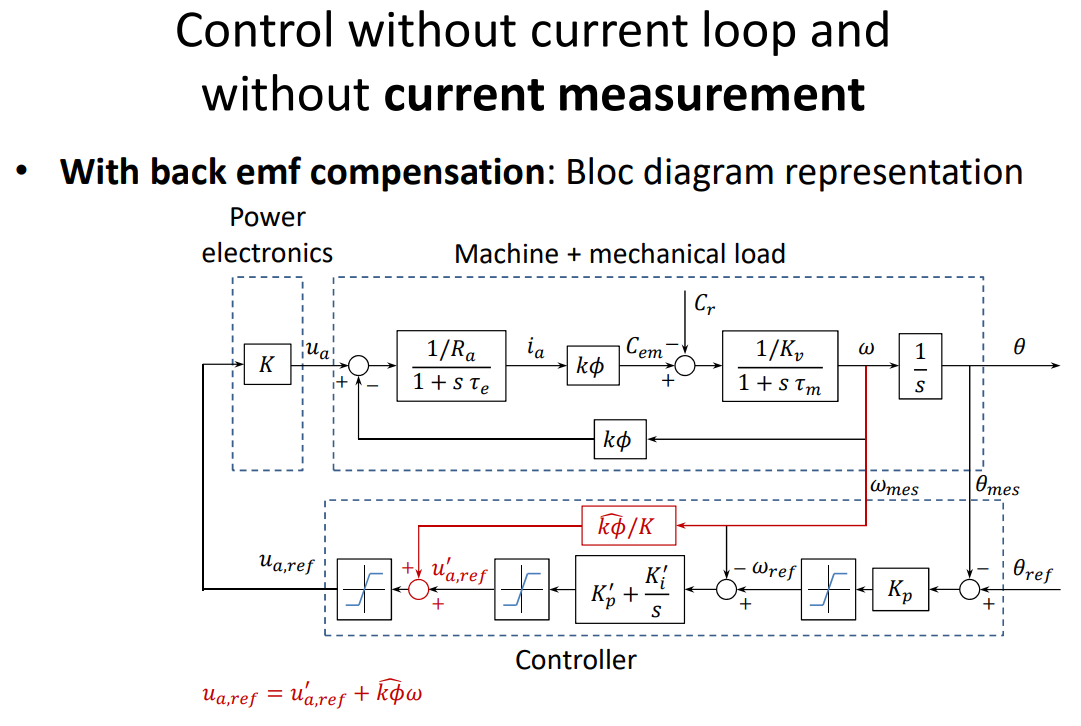 Control without current loop and
without current measurement
• With back emf compensation: Bloc diagram representation
Power
electronics
Machine + mechanical load
C_r
K
u_a
+
−
1/R_a
1 + s τ_e
i_a
kϕ
C_em
−
+
1/K_v
1 + s τ_m
ω
1
s
θ
kϕ
ω_mes
θ_mes
k̂ϕ/K
u_a,ref
+
u′_a,ref
+
K′_p + K′_i
s
−
ω_ref
+
K_p
−
θ_ref
+
Controller
u_a,ref = u′_a,ref + k̂ϕω